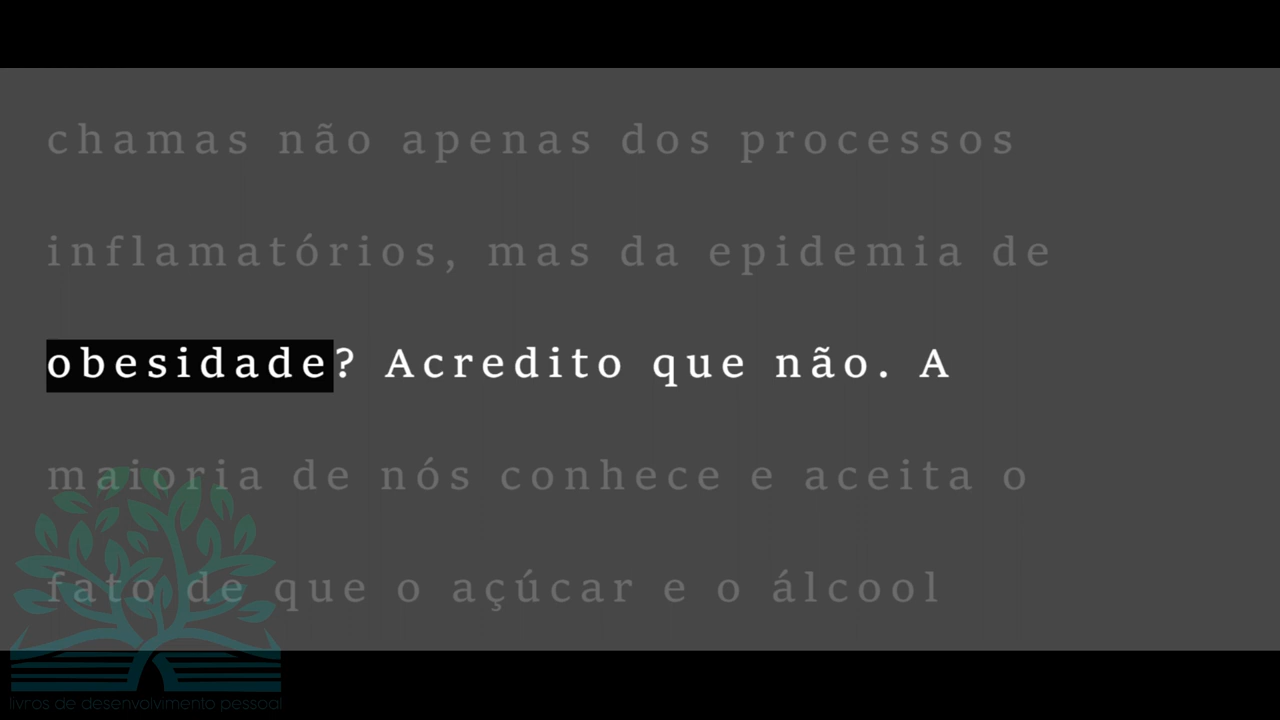 chamas não apenas dos processos
inflamatórios, mas da epidemia de
obesidade? Acredito que não. A
maioria de nós conhece e aceita o
fato de que o açúcar e o álcool
livros de desenvolvimento pessoal